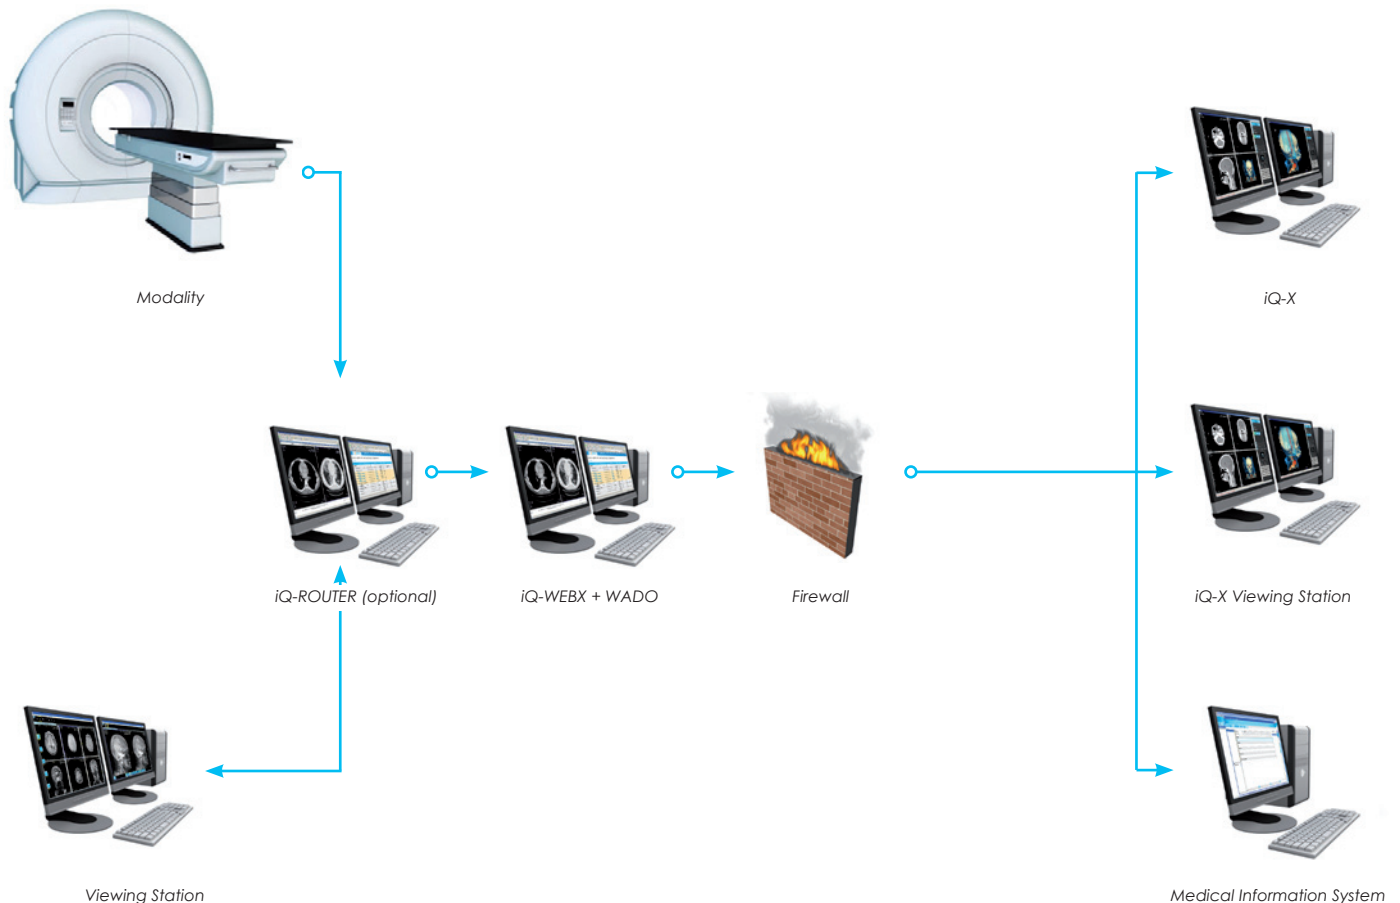 Modality
iQ-X
iQ-ROUTER (optional)
iQ-WEBX + WADO
Firewall
iQ-X Viewing Station
Viewing Station
Medical Information System